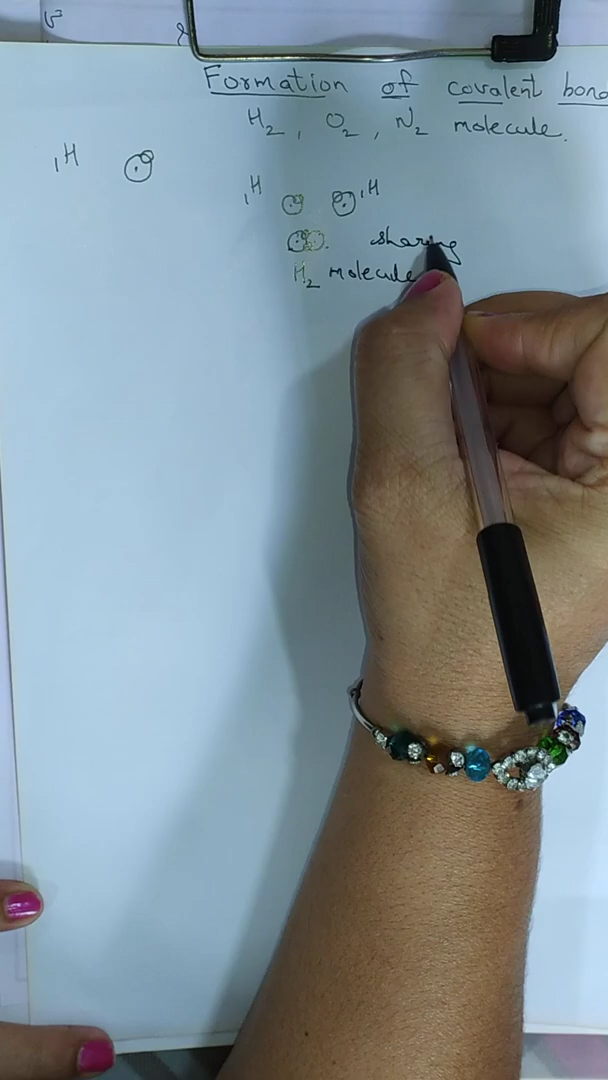 Formation of covalent bond
H2, O2, N2 molecule.
1H
1H 1H
sharing
H2 molecule